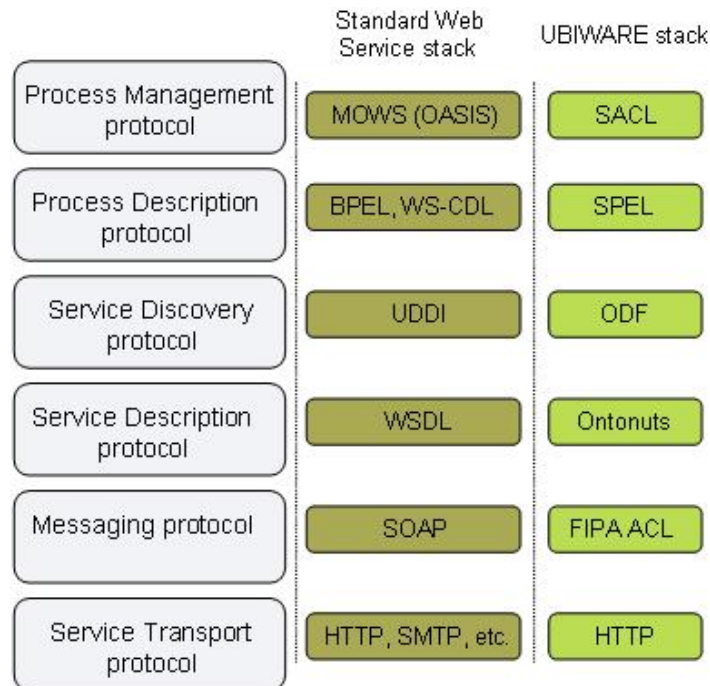 Standard Web
Service stack
UBIWARE stack
Process Management
protocol
MOWS (OASIS)
SACL
Process Description
protocol
BPEL, WS-CDL
SPEL
Service Discovery
protocol
UDDI
ODF
Service Description
protocol
WSDL
Ontonuts
Messaging protocol
SOAP
FIPA ACL
Service Transport
protocol
HTTP, SMTP, etc.
HTTP